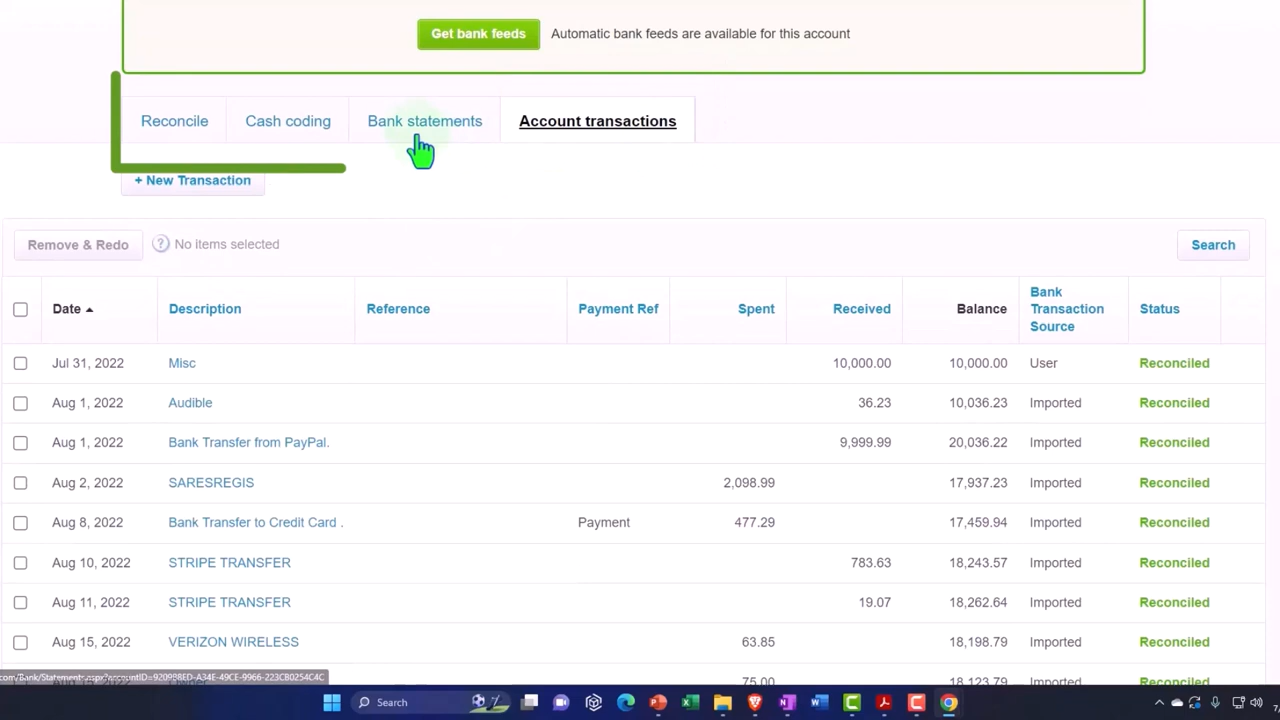 Get bank feeds Automatic bank feeds are available for this account
Reconcile Cash coding Bank statements Account transactions
+ New Transaction
Remove & Redo ? No items selected Search
Date Description Reference Payment Ref Spent Received Balance Bank Transaction Source Status
Jul 31, 2022 Misc 10,000.00 10,000.00 User Reconciled
Aug 1, 2022 Audible 36.23 10,036.23 Imported Reconciled
Aug 1, 2022 Bank Transfer from PayPal. 9,999.99 20,036.22 Imported Reconciled
Aug 2, 2022 SARESREGIS 2,098.99 17,937.23 Imported Reconciled
Aug 8, 2022 Bank Transfer to Credit Card . Payment 477.29 17,459.94 Imported Reconciled
Aug 10, 2022 STRIPE TRANSFER 783.63 18,243.57 Imported Reconciled
Aug 11, 2022 STRIPE TRANSFER 19.07 18,262.64 Imported Reconciled
Aug 15, 2022 VERIZON WIRELESS 63.85 18,198.79 Imported Reconciled
75.00 18,123.79
Search